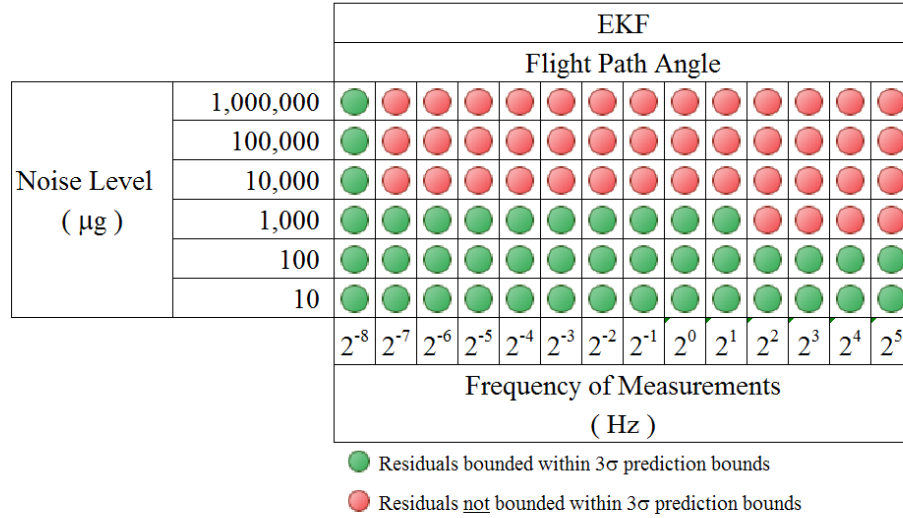 EKF
Flight Path Angle
Noise Level
( μg )
1,000,000
100,000
10,000
1,000
100
10
2⁻⁸ 2⁻⁷ 2⁻⁶ 2⁻⁵ 2⁻⁴ 2⁻³ 2⁻² 2⁻¹ 2⁰ 2¹ 2² 2³ 2⁴ 2⁵
Frequency of Measurements
( Hz )
Residuals bounded within 3σ prediction bounds
Residuals not bounded within 3σ prediction bounds